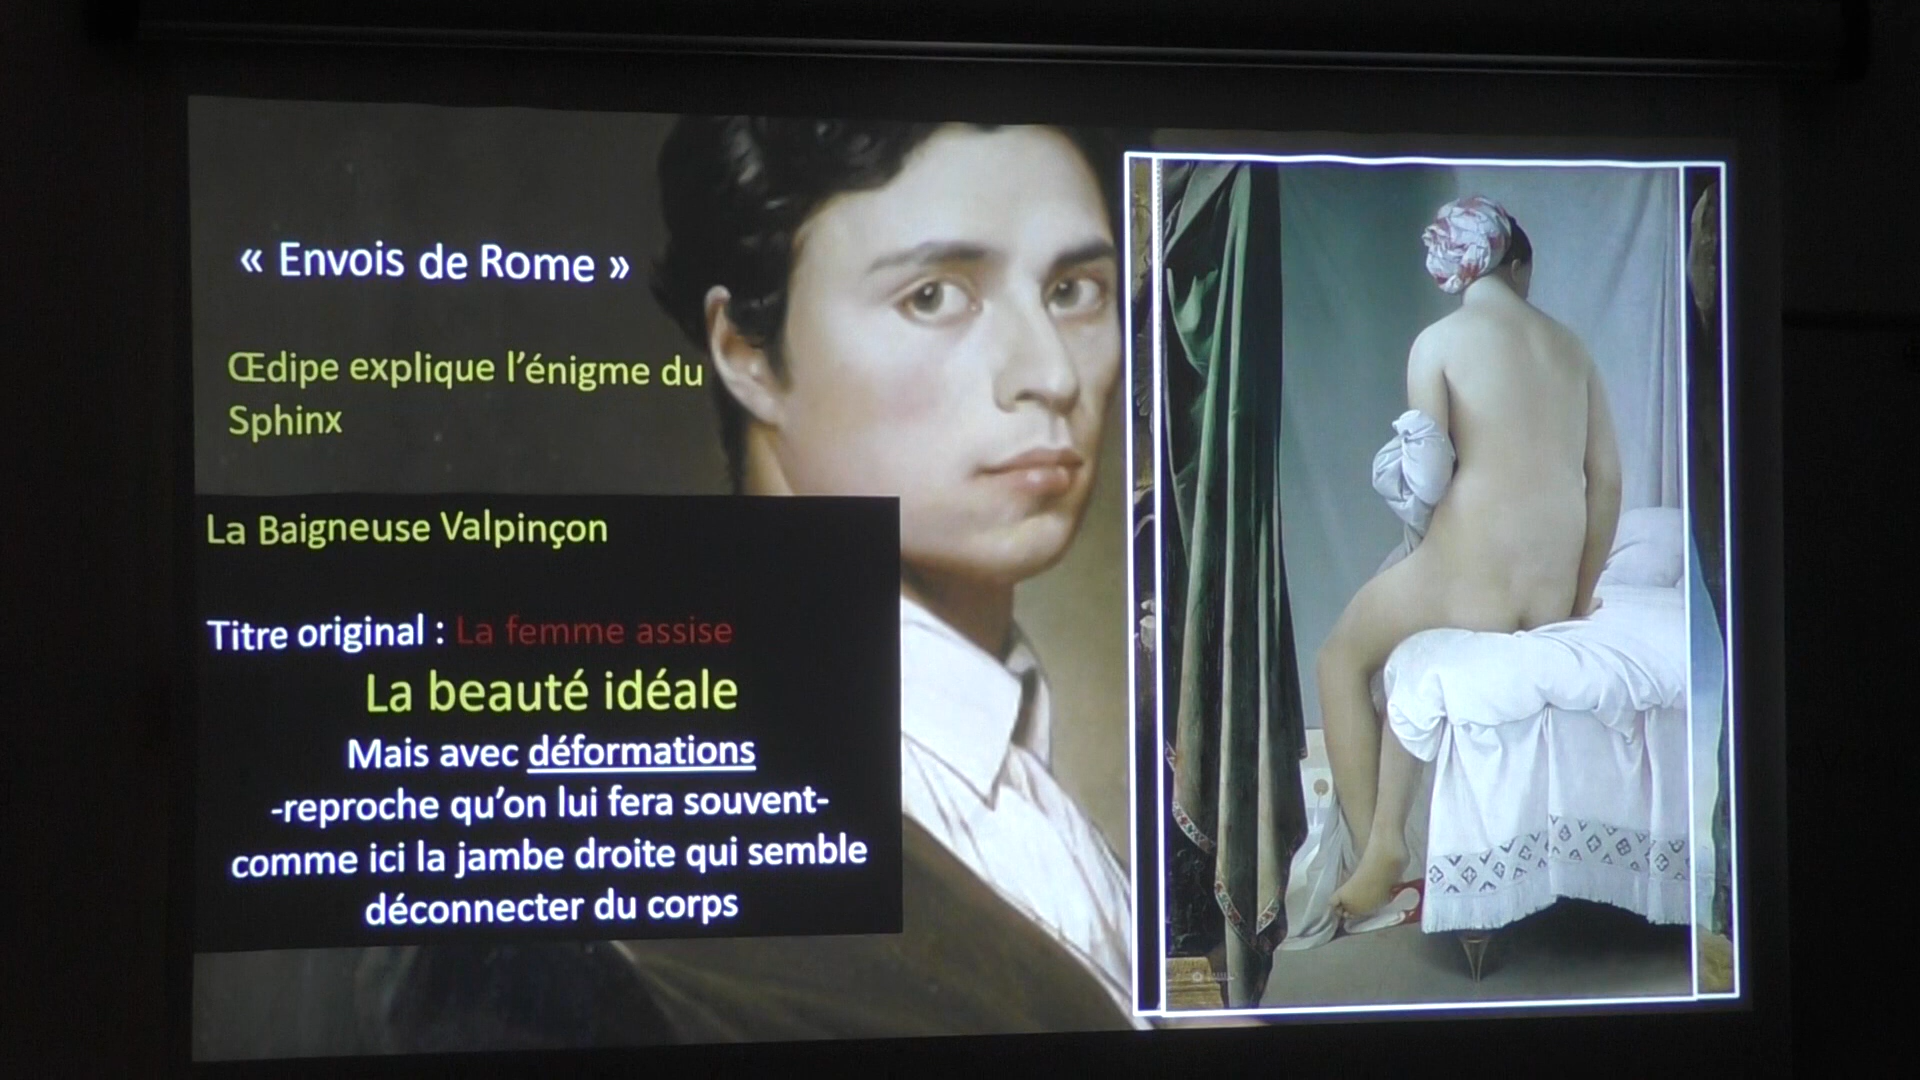 « Envois de Rome »
Œdipe explique l’énigme du
Sphinx
La Baigneuse Valpinçon
Titre original : La femme assise
La beauté idéale
Mais avec déformations
-reproche qu’on lui fera souvent-
comme ici la jambe droite qui semble
déconnecter du corps